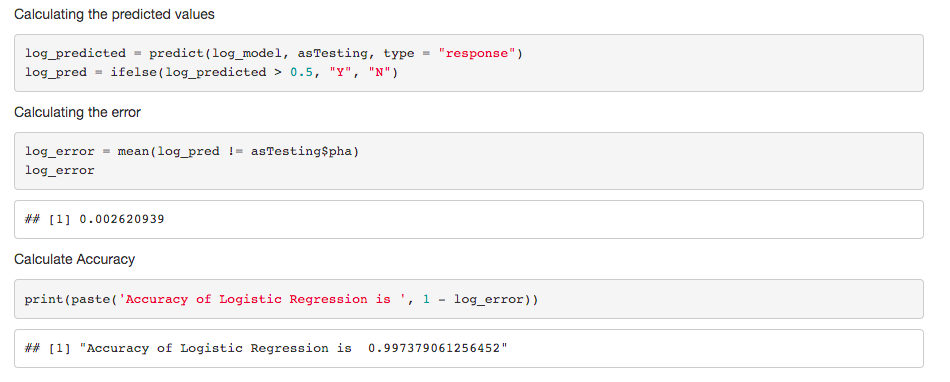 Calculating the predicted values
log_predicted = predict(log_model, asTesting, type = "response")
log_pred = ifelse(log_predicted > 0.5, "Y", "N")
Calculating the error
log_error = mean(log_pred != asTesting$pha)
log_error
## [1] 0.002620939
Calculate Accuracy
print(paste('Accuracy of Logistic Regression is ', 1 - log_error))
## [1] "Accuracy of Logistic Regression is  0.997379061256452"